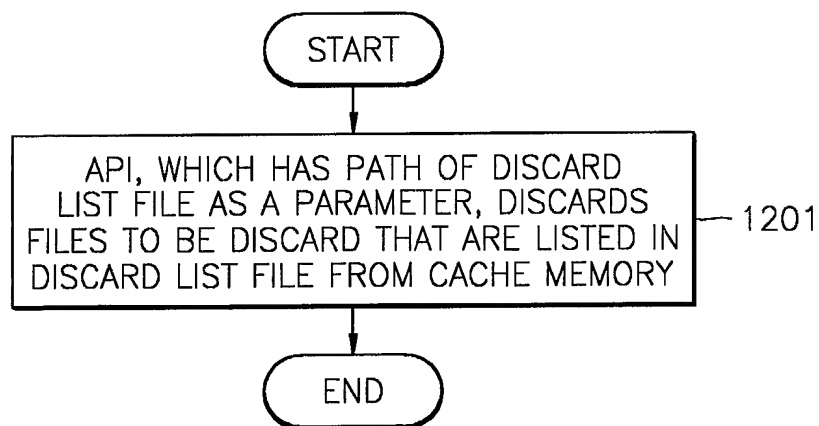 START
API, WHICH HAS PATH OF DISCARD
LIST FILE AS A PARAMETER, DISCARDS
FILES TO BE DISCARD THAT ARE LISTED IN
DISCARD LIST FILE FROM CACHE MEMORY
1201
END